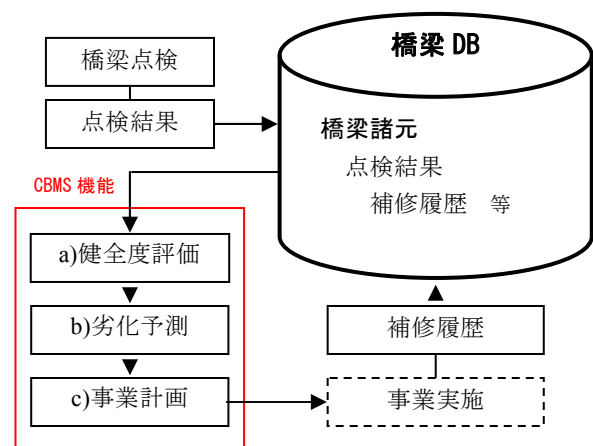 橋梁点検
点検結果
橋梁 DB
橋梁諸元
点検結果
補修履歴 等
CBMS 機能
a)健全度評価
b)劣化予測
c)事業計画
補修履歴
事業実施